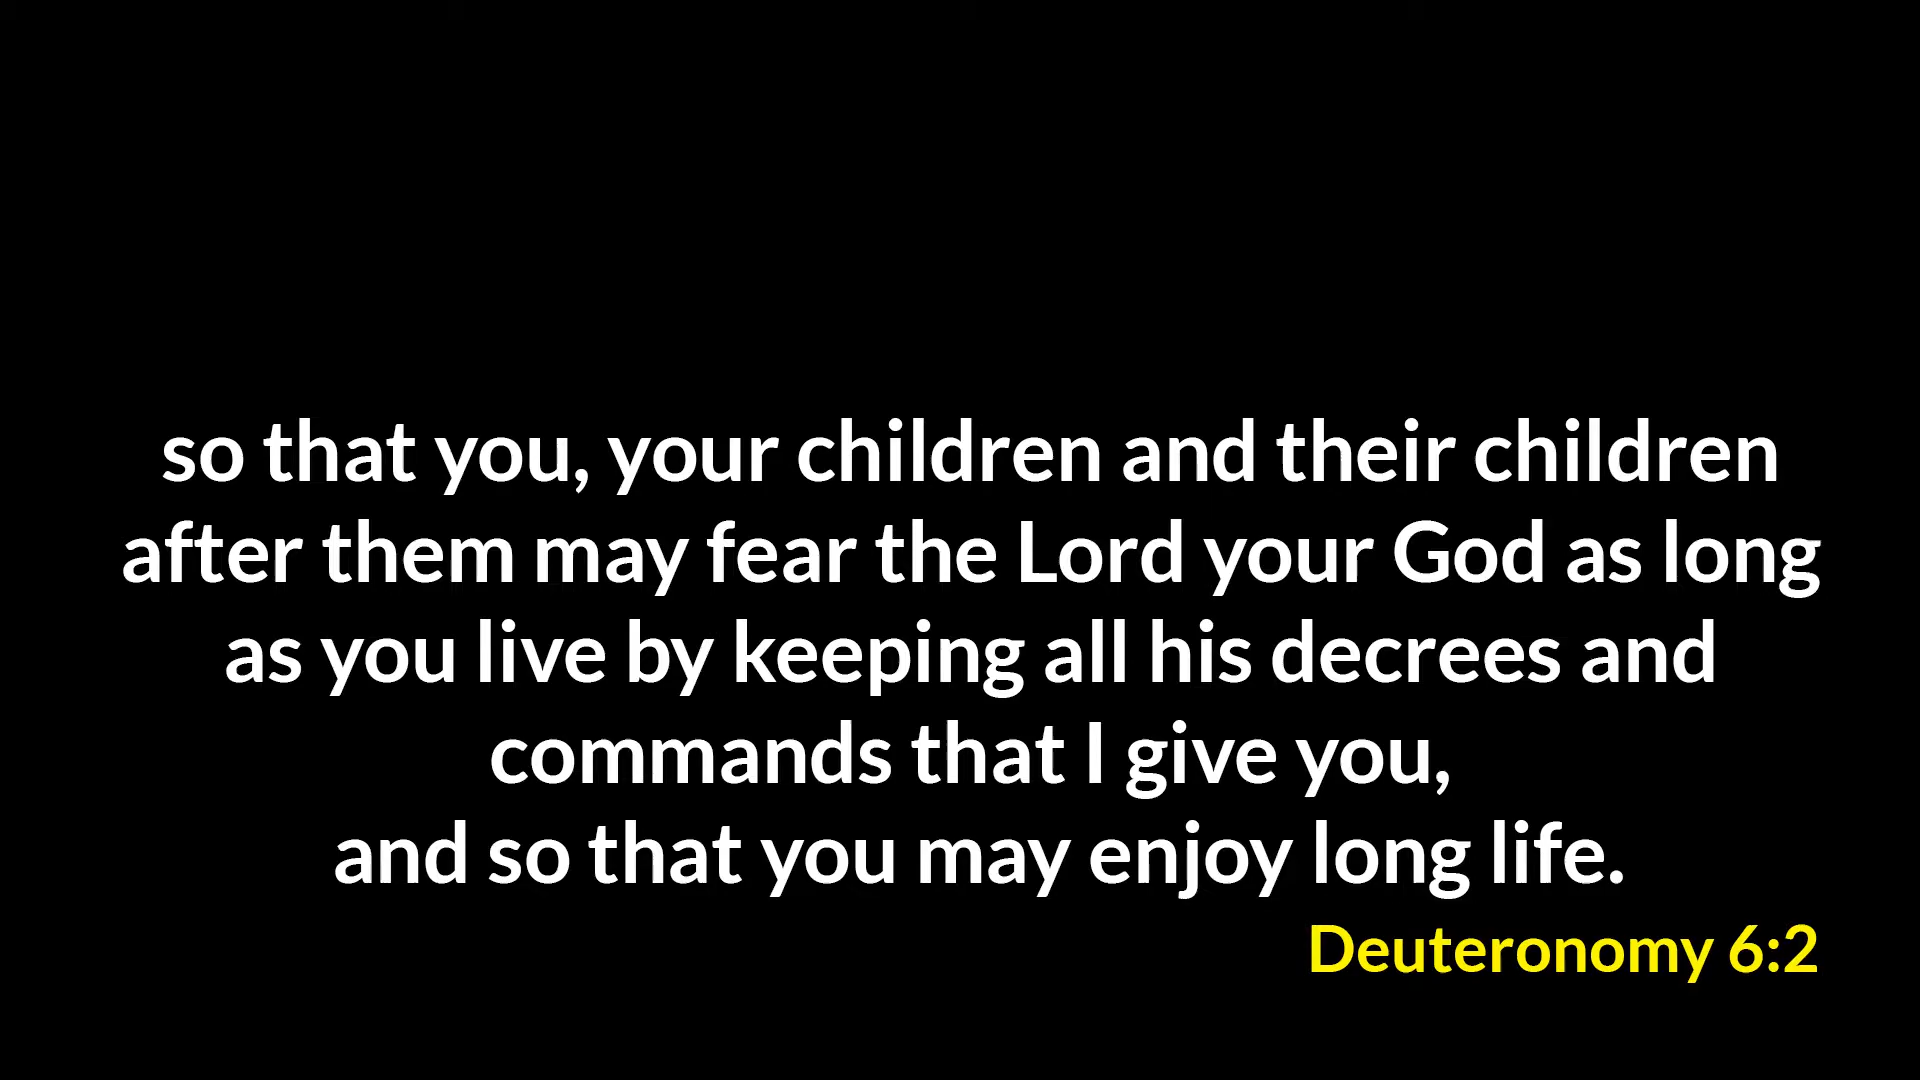 so that you, your children and their children
after them may fear the Lord your God as long
as you live by keeping all his decrees and
commands that I give you,
and so that you may enjoy long life.
Deuteronomy 6:2